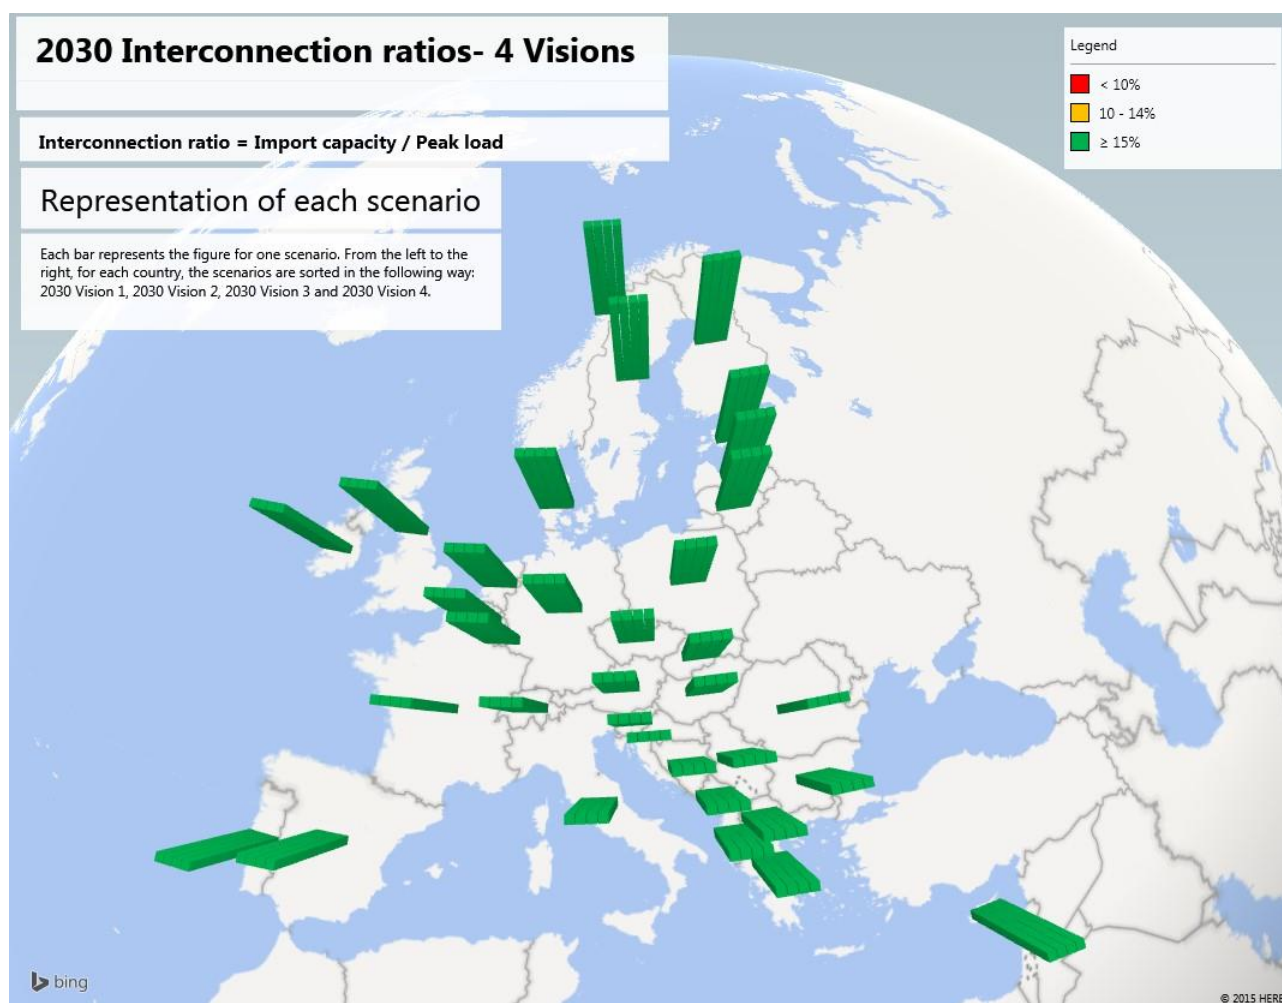 2030 Interconnection ratios- 4 Visions
Interconnection ratio = Import capacity / Peak load
Representation of each scenario
Each bar represents the figure for one scenario. From the left to the
right, for each country, the scenarios are sorted in the following way:
2030 Vision 1, 2030 Vision 2, 2030 Vision 3 and 2030 Vision 4.
Legend
< 10%
10 - 14%
≥ 15%
bing
© 2015 HERE